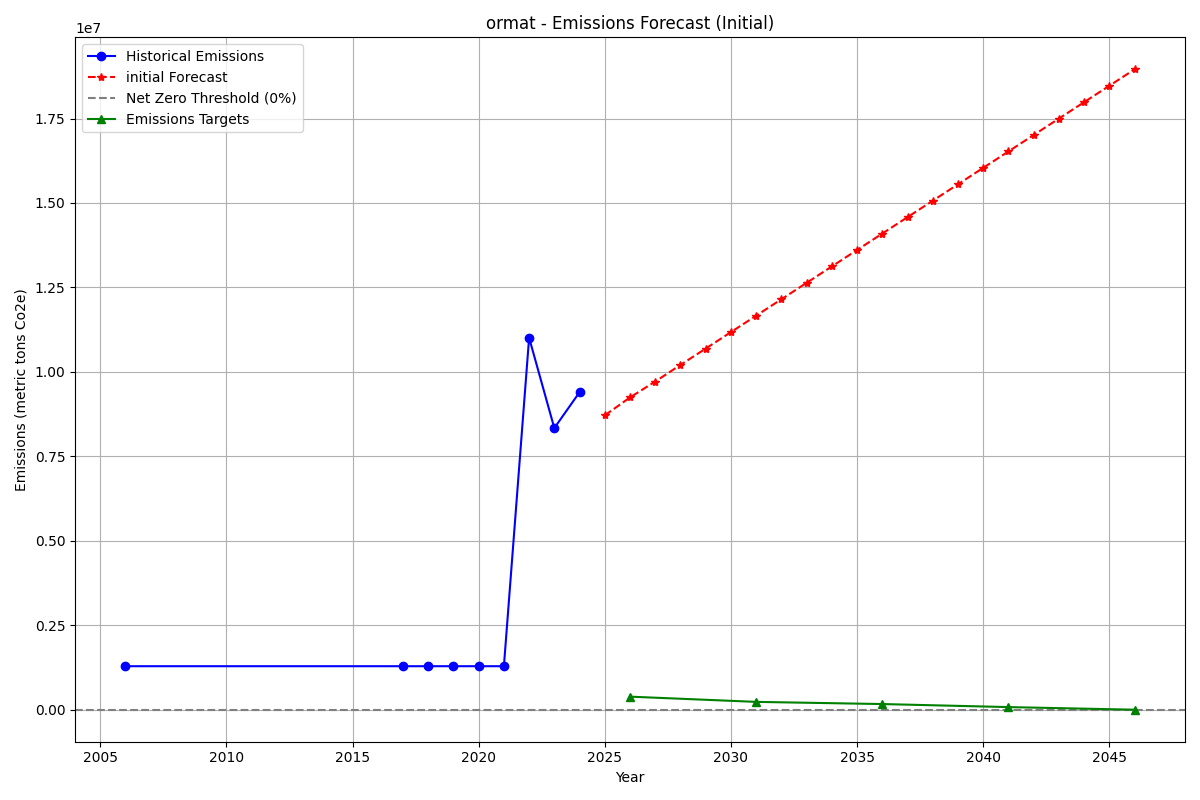 ormat - Emissions Forecast (Initial)
1e7
Historical Emissions
initial Forecast
Net Zero Threshold (0%)
Emissions Targets
Emissions (metric tons Co2e)
1.75
1.50
1.25
1.00
0.75
0.50
0.25
0.00
2005 2010 2015 2020 2025 2030 2035 2040 2045
Year